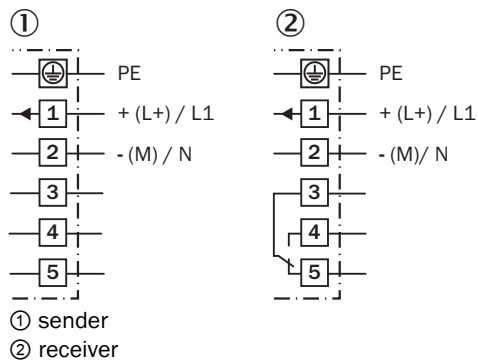 ① ②
PE PE
1 + (L+) / L1 1 + (L+) / L1
2 - (M) / N 2 - (M)/ N
3 3
4 4
5 5
① sender
② receiver